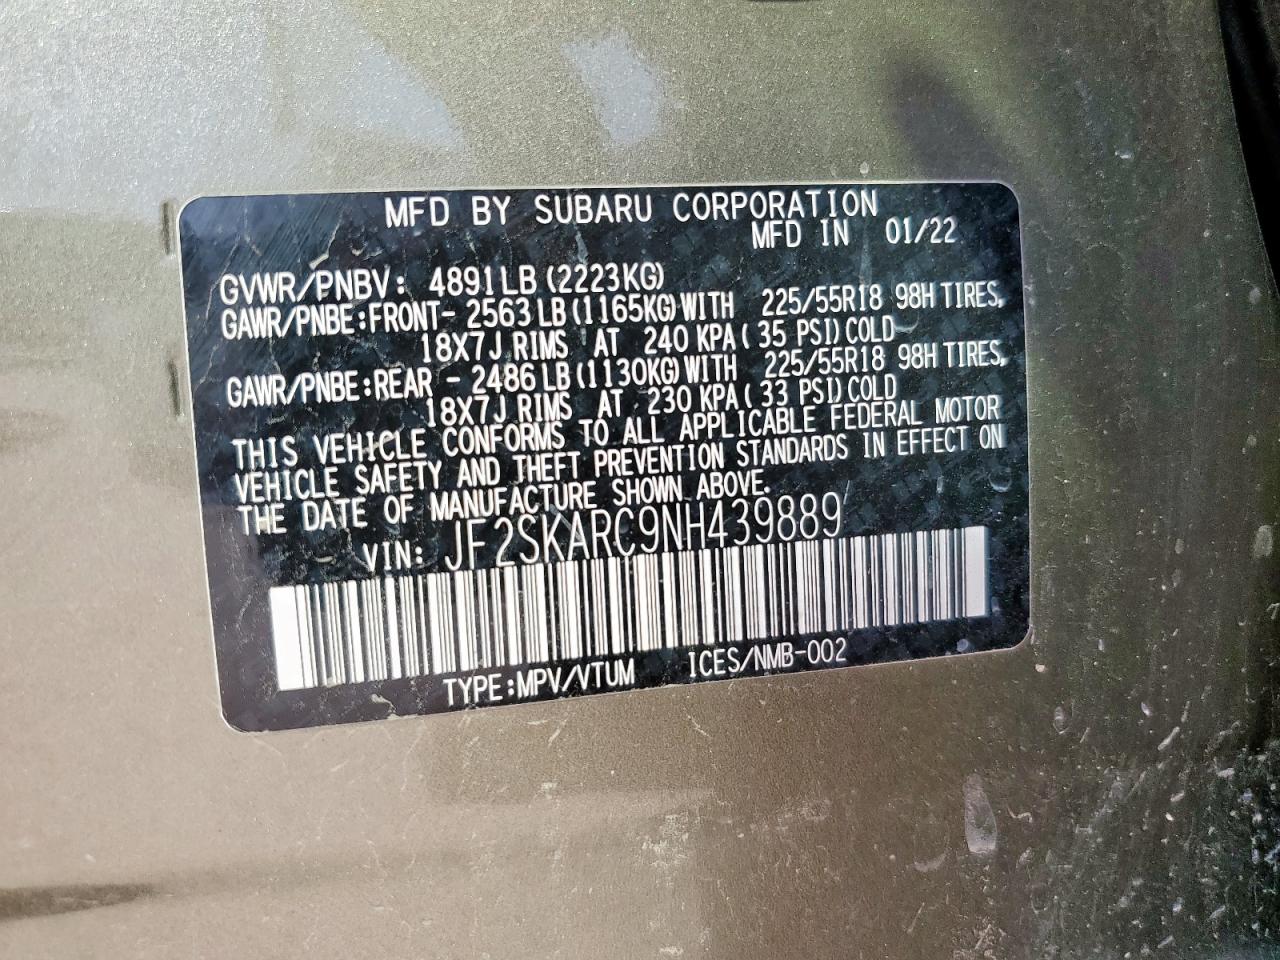 MFD BY SUBARU CORPORATION
MFD IN 01/22
GVWR/PNBV: 4891LB (2223KG)
GAWR/PNBE:FRONT- 2563LB (1165KG)WITH 225/55R18 98H TIRES,
18X7J RIMS AT 240 KPA( 35 PSI)COLD
GAWR/PNBE:REAR - 2486LB (1130KG)WITH 225/55R18 98H TIRES,
18X7J RIMS AT 230 KPA( 33 PSI)COLD
THIS VEHICLE CONFORMS TO ALL APPLICABLE FEDERAL MOTOR
VEHICLE SAFETY AND THEFT PREVENTION STANDARDS IN EFFECT ON
THE DATE OF MANUFACTURE SHOWN ABOVE.
VIN: JF2SKARC9NH439889
TYPE:MPV/VTUM ICES/NMB-002